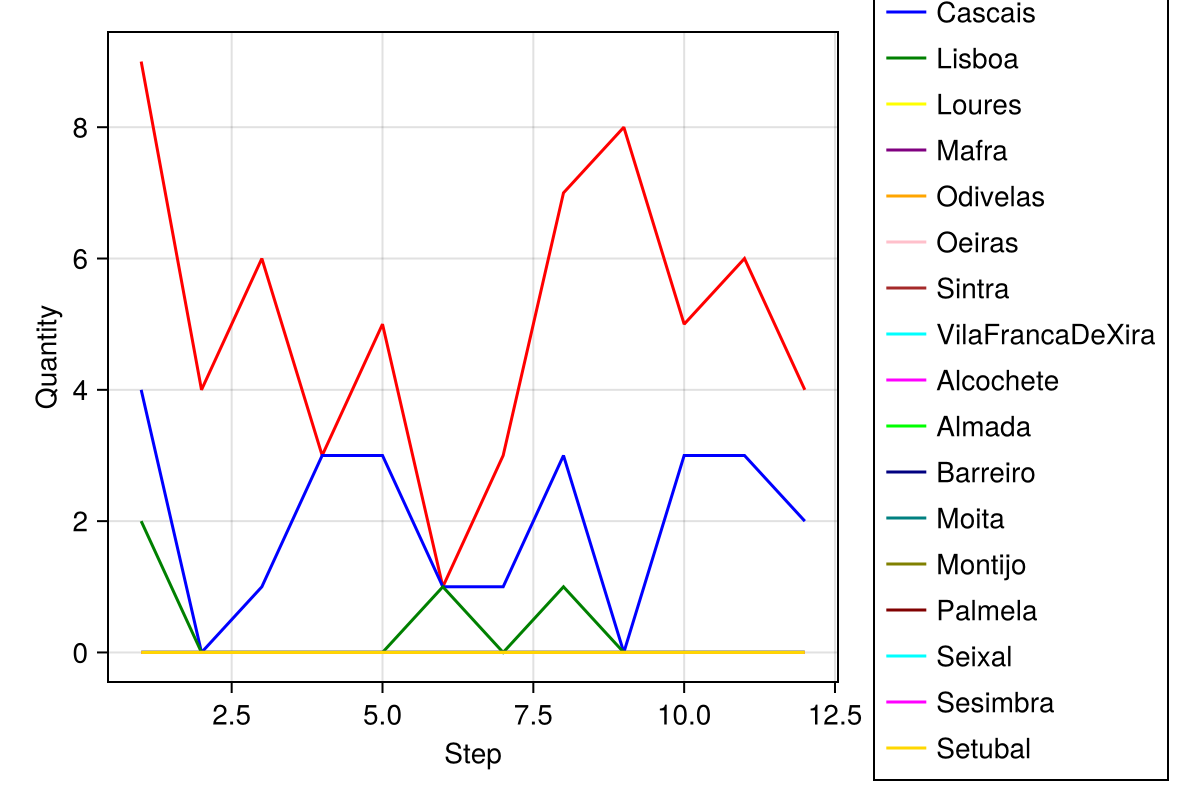 Cascais
Lisboa
Loures
Mafra
Odivelas
Oeiras
Sintra
VilaFrancaDeXira
Alcochete
Almada
Barreiro
Moita
Montijo
Palmela
Seixal
Sesimbra
Setubal
Quantity
8
6
4
2
0
2.5 5.0 7.5 10.0 12.5
Step